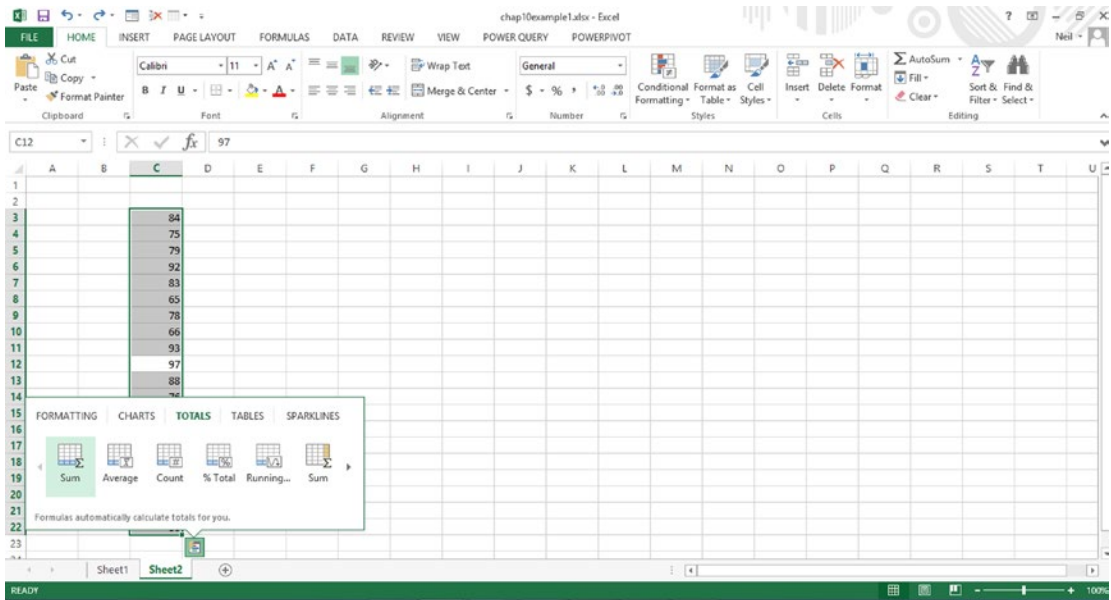 chap10example1.xlsx - Excel
FILE HOME INSERT PAGE LAYOUT FORMULAS DATA REVIEW VIEW POWER QUERY POWERPIVOT Neil
Paste
Cut
Copy
Format Painter
Clipboard
Calibri 11
B I U
Font
Wrap Text
Merge & Center
Alignment
General
$ % ,
Number
Conditional Formatting
Format as Table
Cell Styles
Styles
Insert Delete Format
Cells
AutoSum
Fill
Clear
Sort & Filter
Find & Select
Editing
C12 fx 97
A B C D E F G H I J K L M N O P Q R S T U
1
2
3 84
4 75
5 79
6 92
7 83
8 65
9 78
10 66
11 93
12 97
13 88
14
15
16
17
18
19
20
21
22
23
FORMATTING CHARTS TOTALS TABLES SPARKLINES
Sum Average Count % Total Running... Sum
Formulas automatically calculate totals for you.
Sheet1 Sheet2
READY 100%